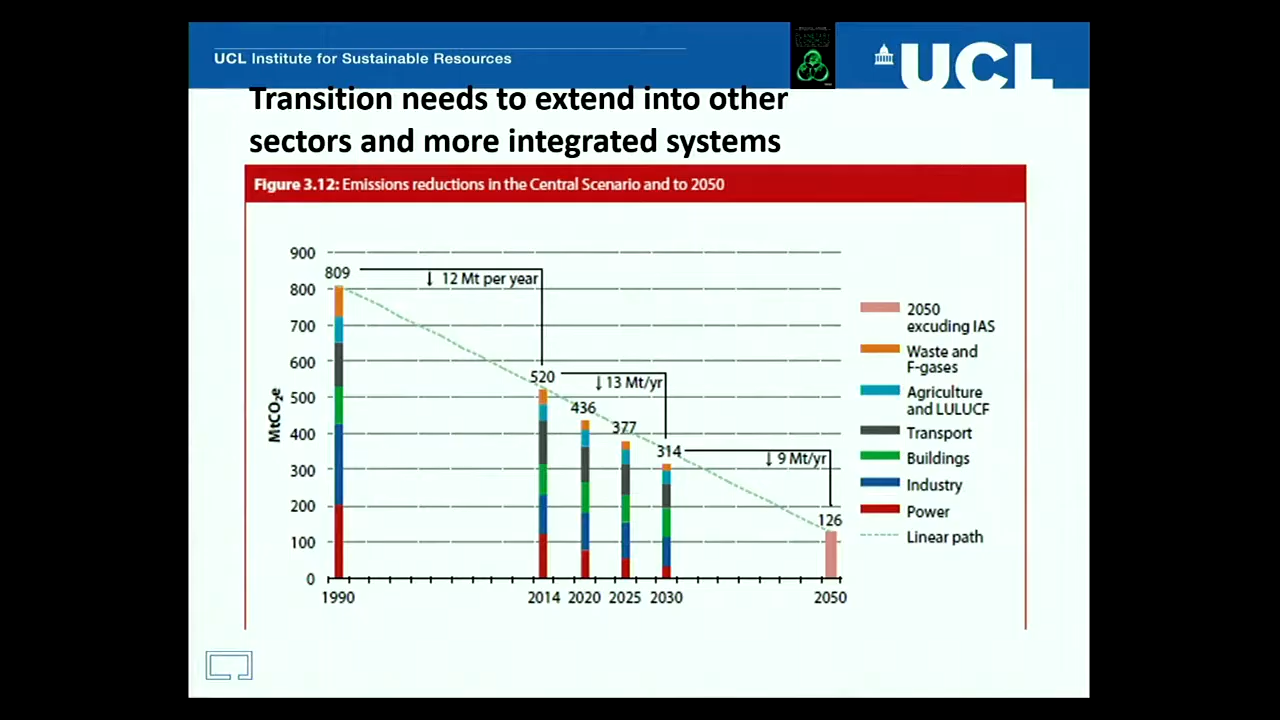 UCL Institute for Sustainable Resources
UCL
Transition needs to extend into other
sectors and more integrated systems
Figure 3.12: Emissions reductions in the Central Scenario and to 2050
MtCO₂e
900
800
700
600
500
400
300
200
100
0
809
↓ 12 Mt per year
520
↓ 13 Mt/yr
436
377
314
↓ 9 Mt/yr
126
1990
2014
2020
2025
2030
2050
2050
excuding IAS
Waste and
F-gases
Agriculture
and LULUCF
Transport
Buildings
Industry
Power
Linear path